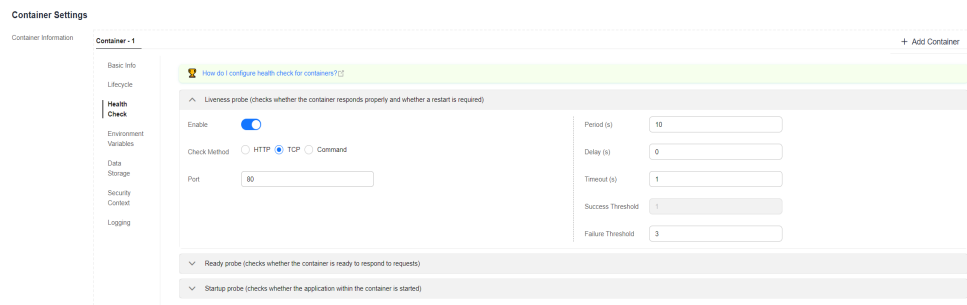 Container Settings
Container Information
Container - 1
+ Add Container
Basic Info
Lifecycle
Health
Check
Environment
Variables
Data
Storage
Security
Context
Logging
How do I configure health check for containers?
Liveness probe (checks whether the container responds properly and whether a restart is required)
Enable
Check Method
HTTP
TCP
Command
Port
80
Period (s)
10
Delay (s)
0
Timeout (s)
1
Success Threshold
1
Failure Threshold
3
Ready probe (checks whether the container is ready to respond to requests)
Startup probe (checks whether the application within the container is started)